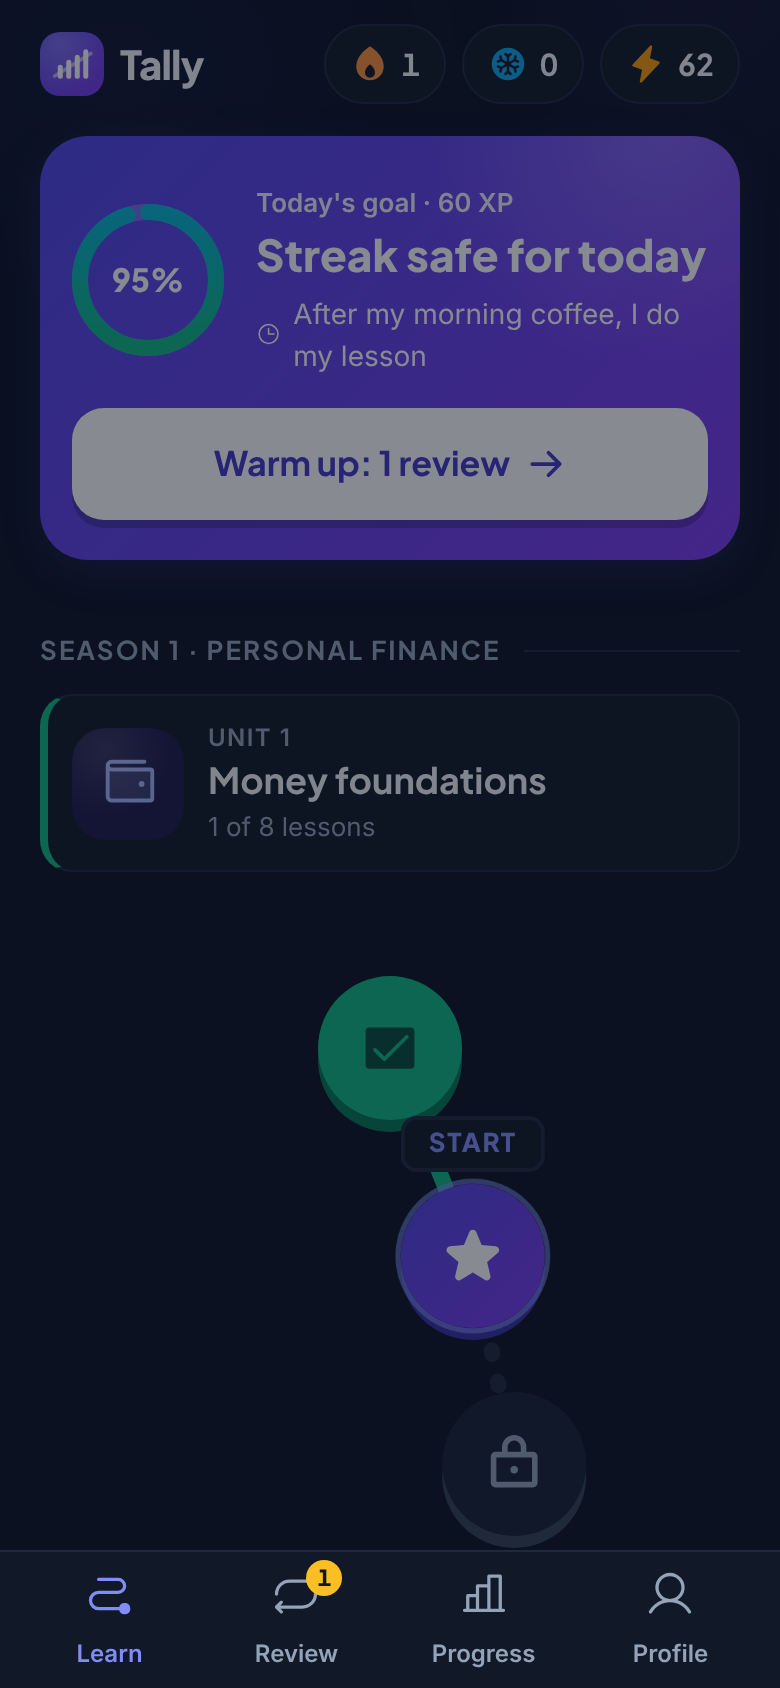 Tally
1
0
62
Today's goal · 60 XP
95%
Streak safe for today
After my morning coffee, I do
my lesson
Warm up: 1 review →
SEASON 1 · PERSONAL FINANCE
UNIT 1
Money foundations
1 of 8 lessons
START
1
Learn
Review
Progress
Profile